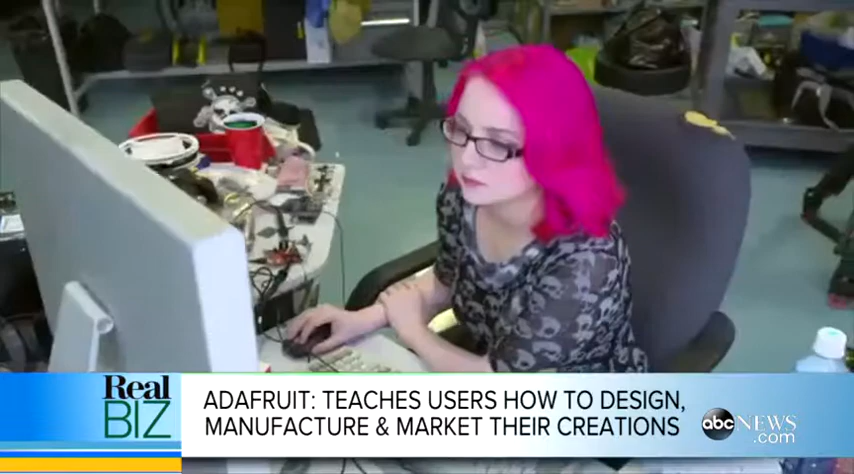 Real
BIZ
ADAFRUIT: TEACHES USERS HOW TO DESIGN,
MANUFACTURE & MARKET THEIR CREATIONS
abc NEWS
.com